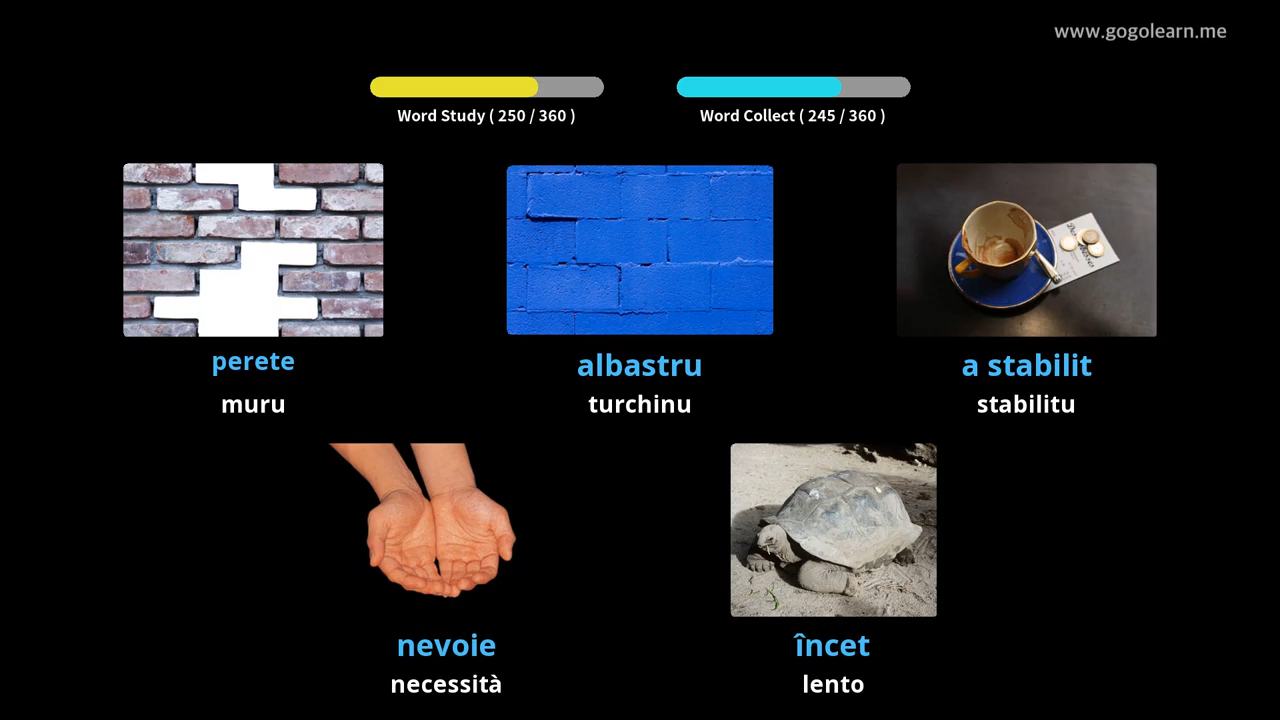 www.gogolearn.me
Word Study ( 250 / 360 )
Word Collect ( 245 / 360 )
perete
albastru
a stabilit
muru
turchinu
stabilitu
nevoie
încet
necessità
lento